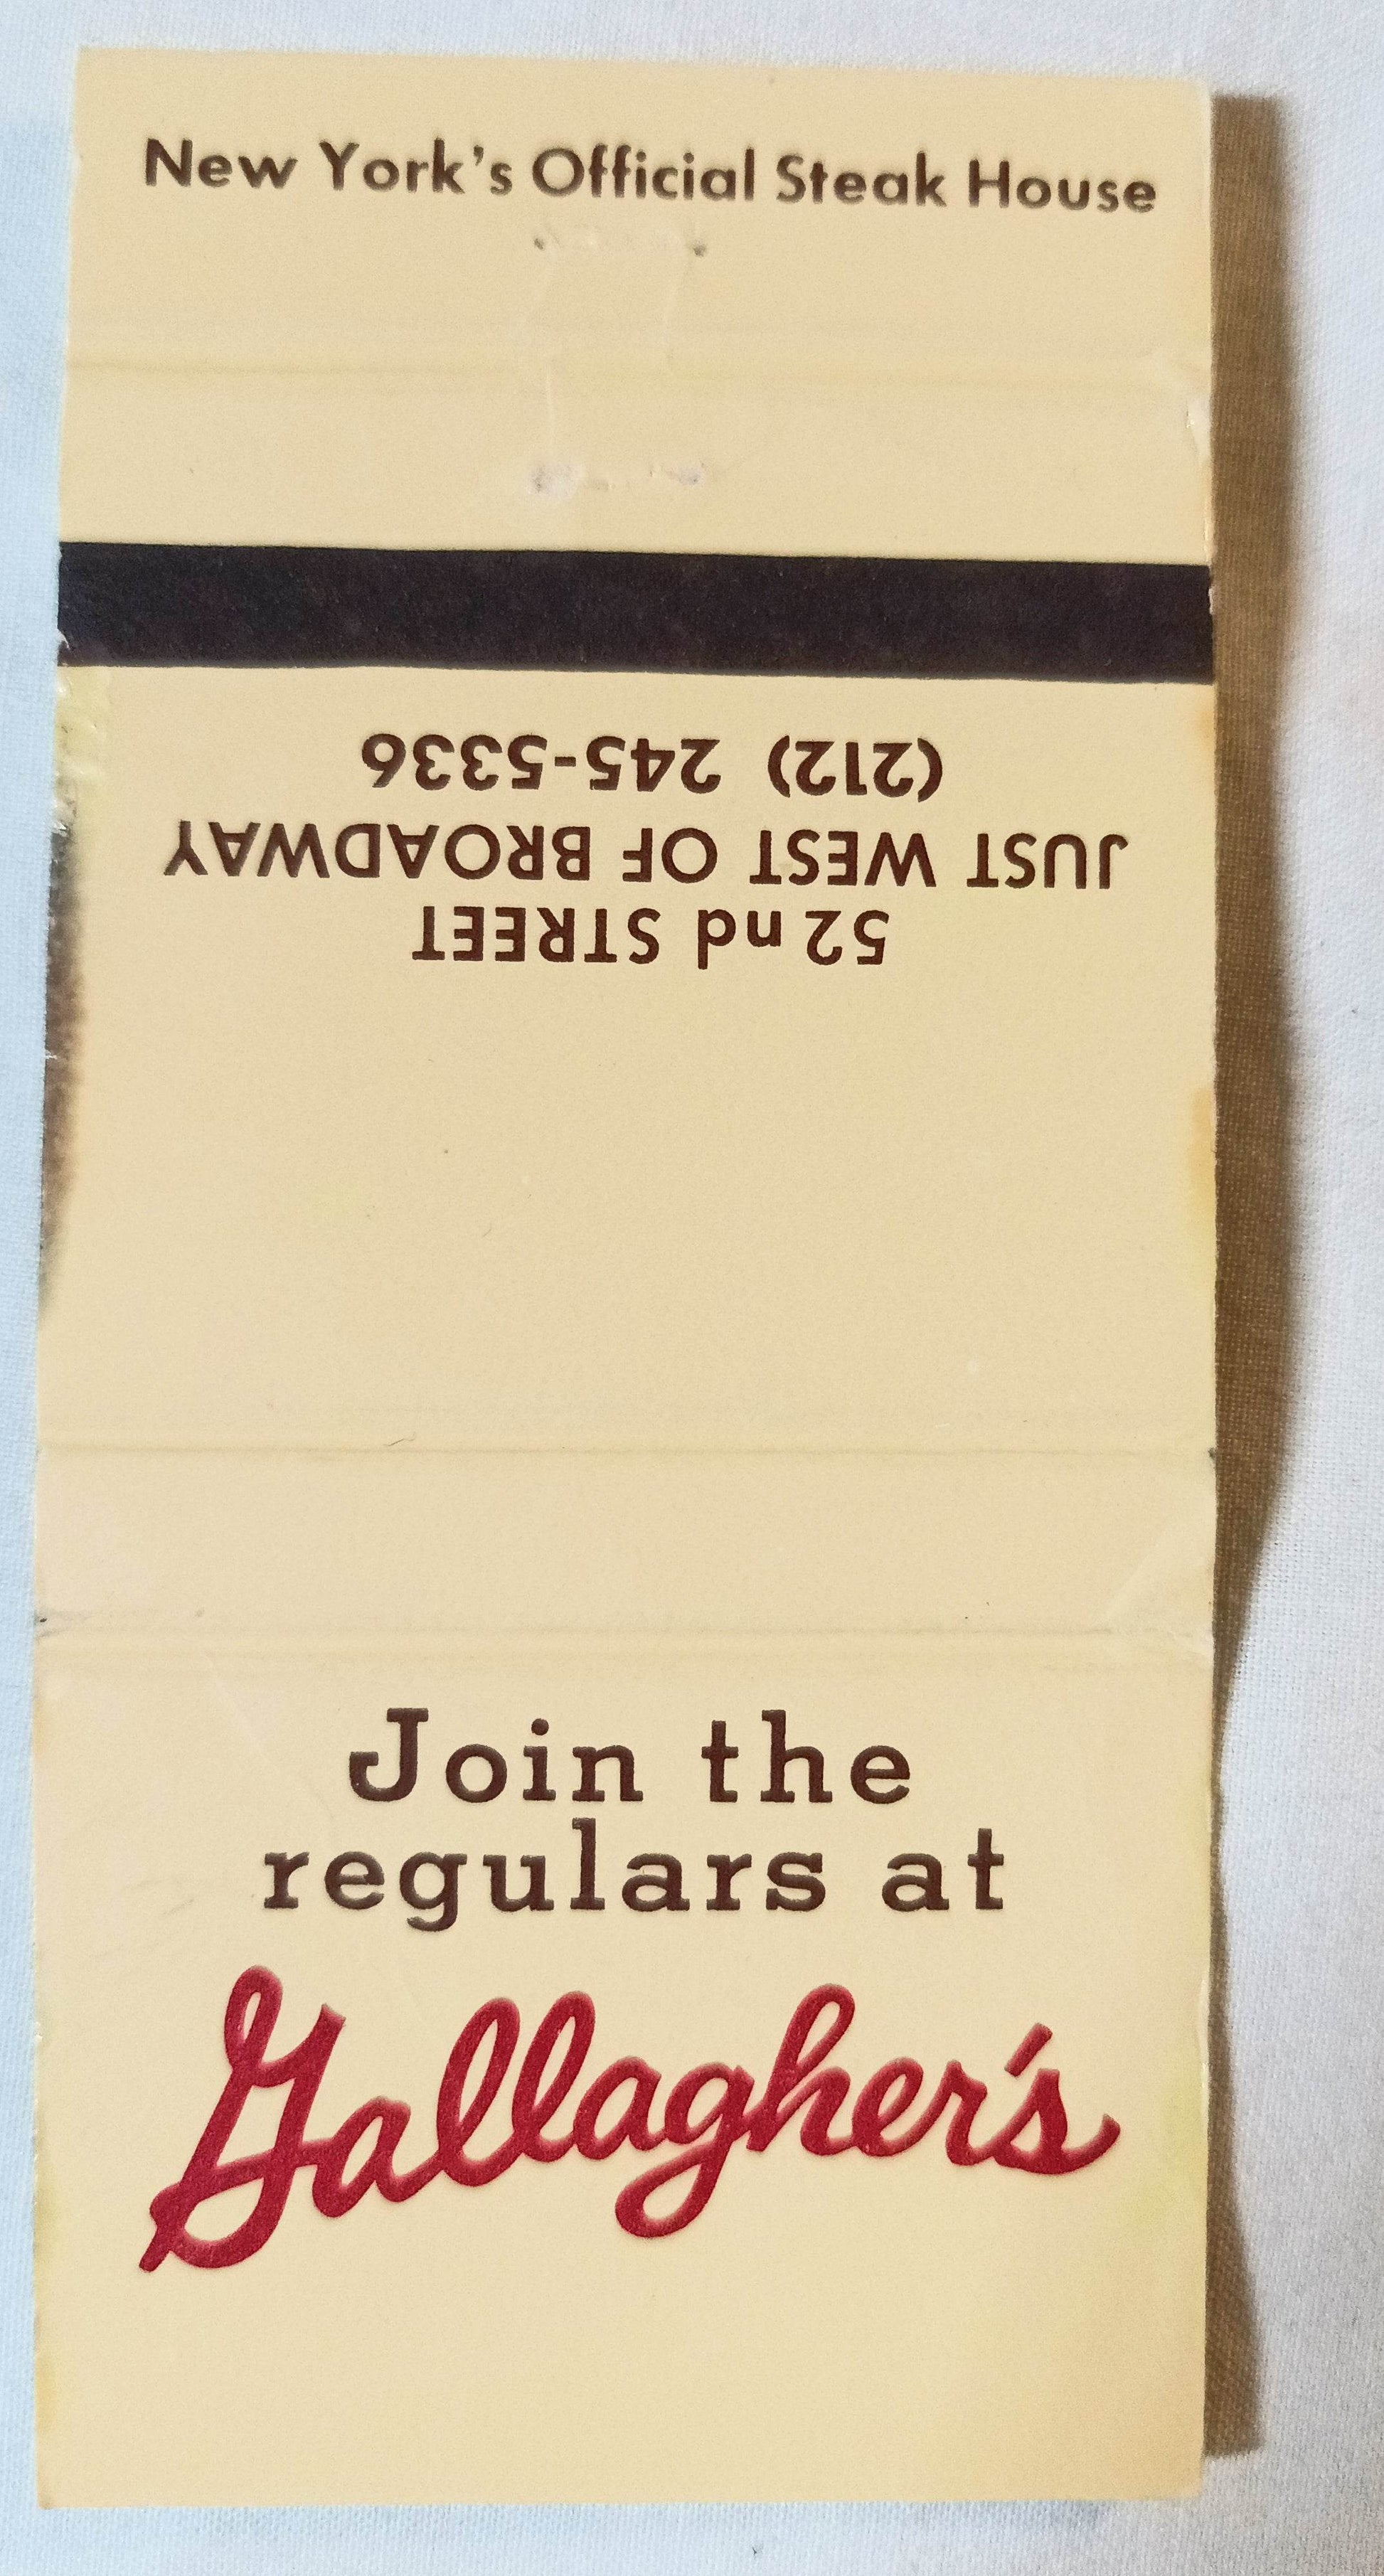 New York's Official Steak House
52nd STREET
JUST WEST OF BROADWAY
(212) 245-5336
Join the
regulars at
Gallagher's